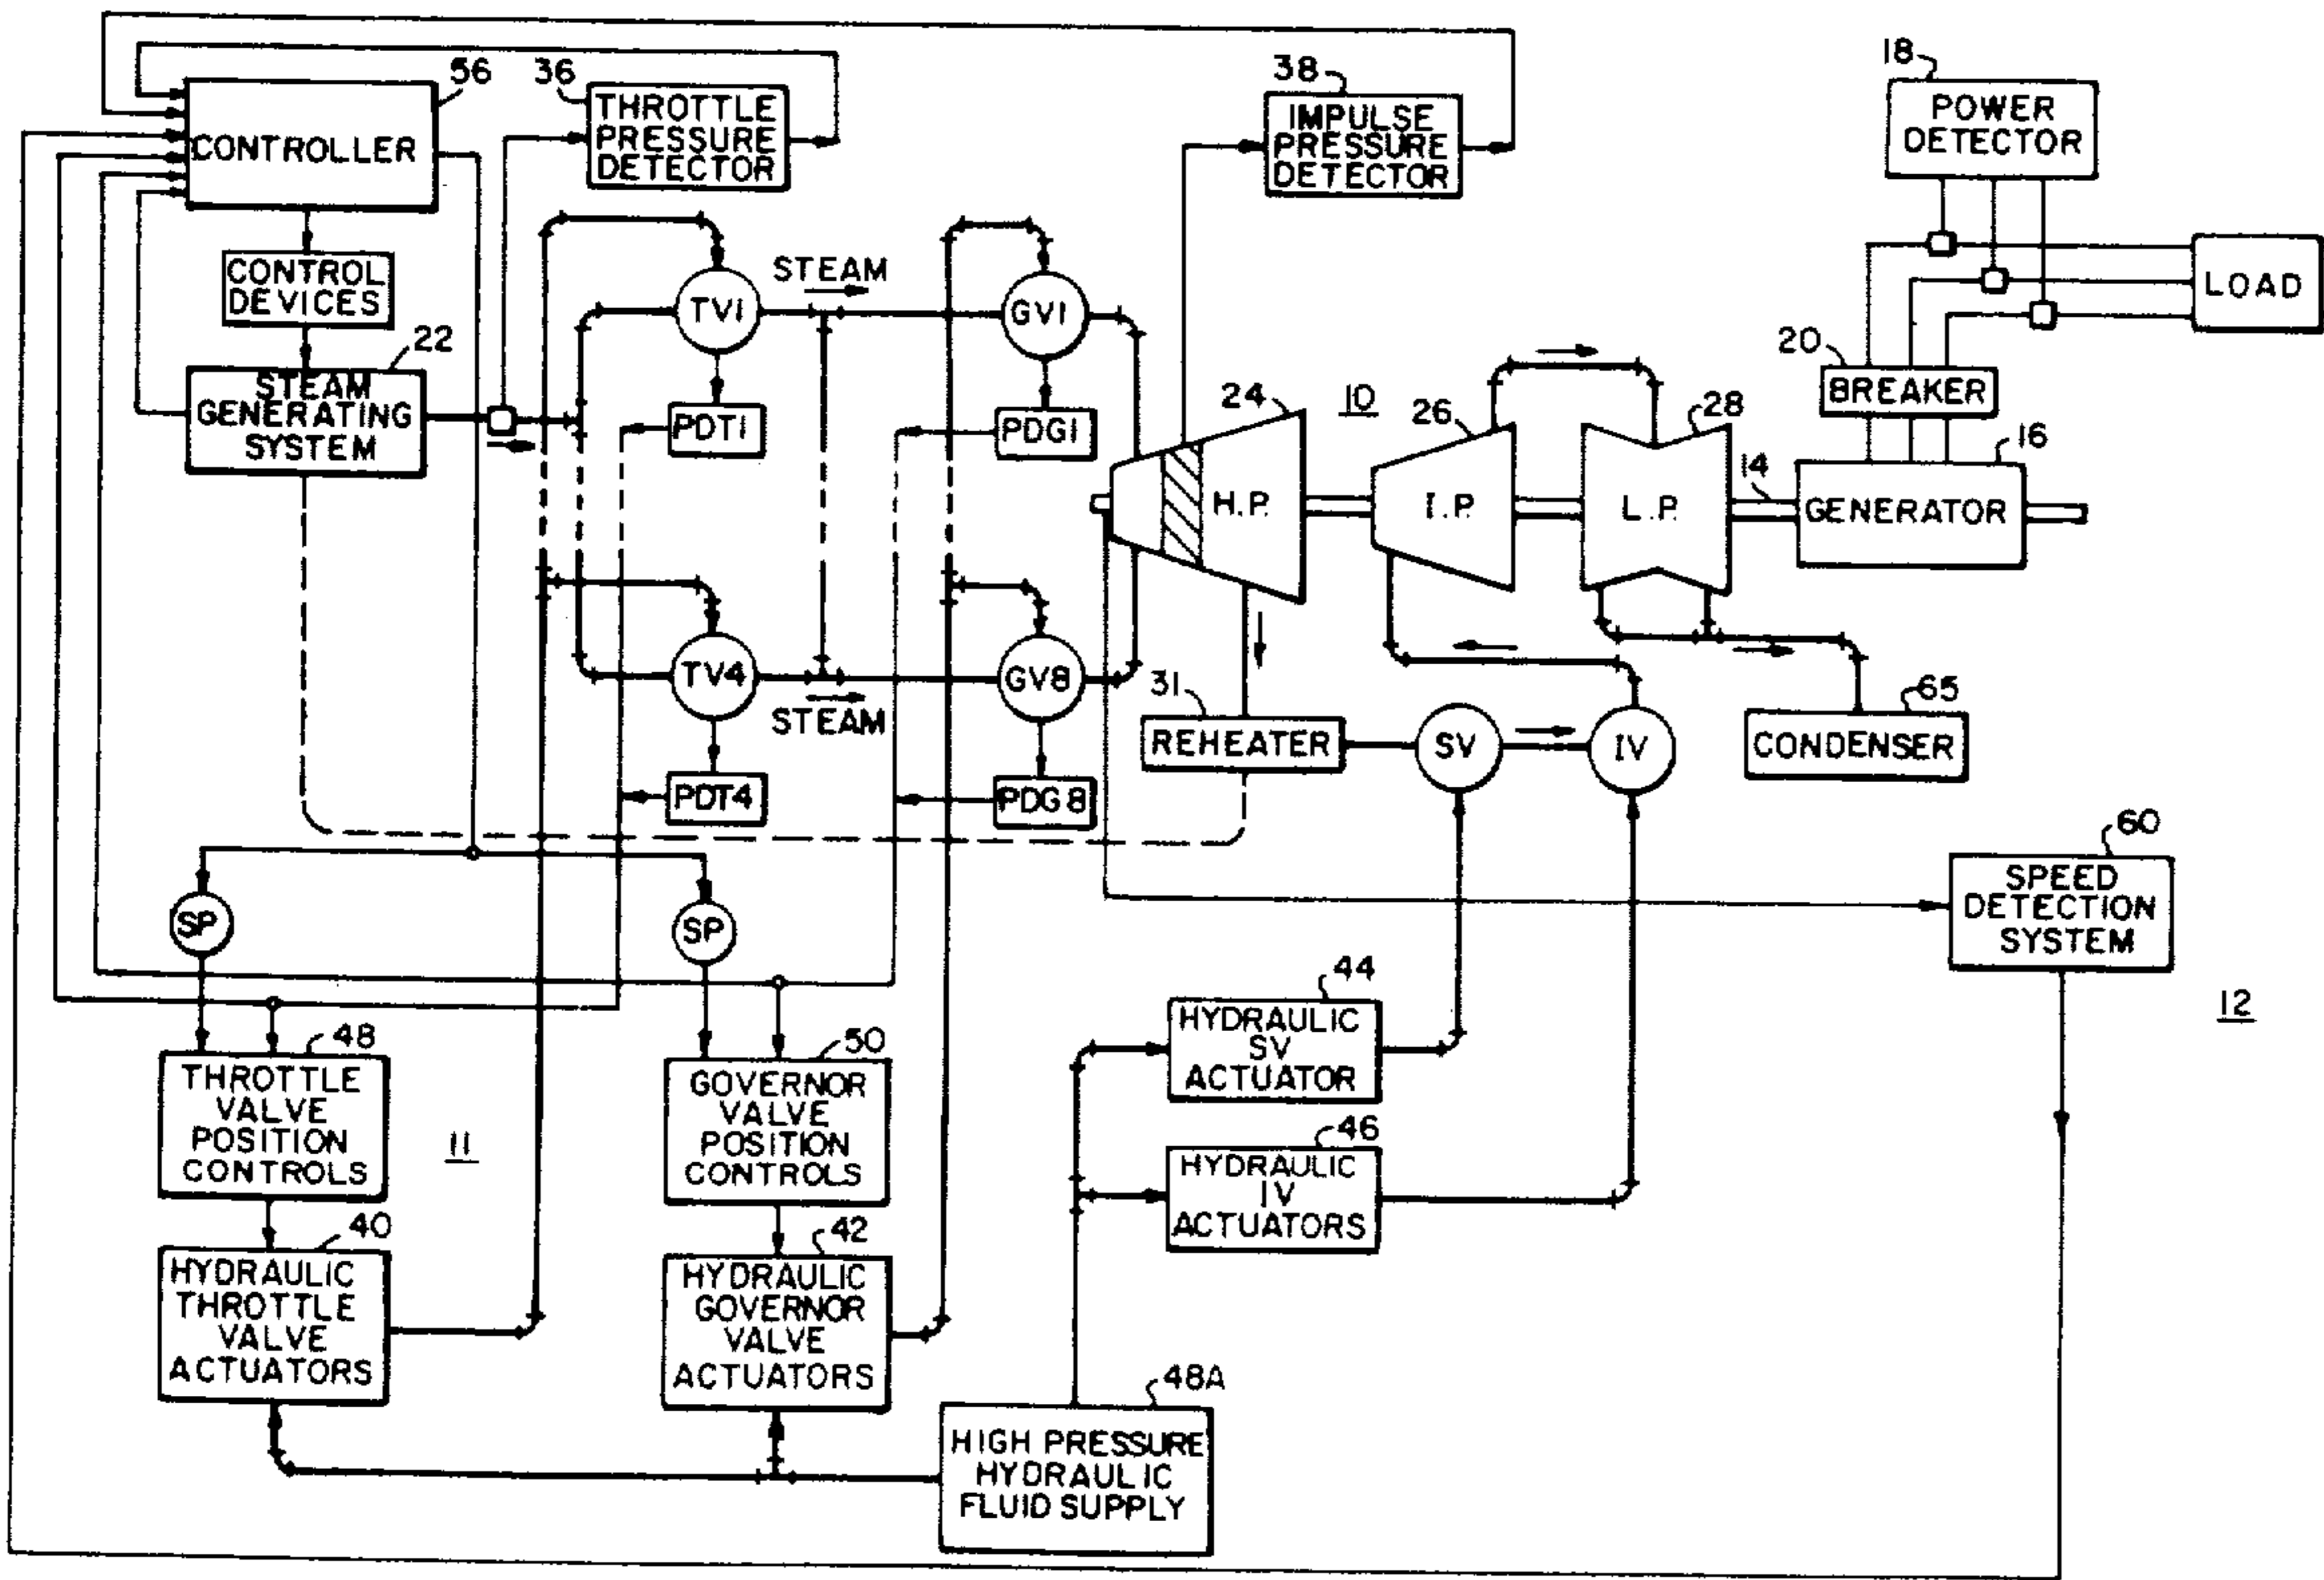 56
36
38
18
CONTROLLER
THROTTLE
PRESSURE
DETECTOR
IMPULSE
PRESSURE
DETECTOR
POWER
DETECTOR
CONTROL
DEVICES
STEAM
TV1
GV1
LOAD
22
20
STEAM
GENERATING
SYSTEM
PDT1
PDG1
24
10
26
28
BREAKER
16
H.P.
I.P.
L.P.
14
GENERATOR
TV4
GV8
STEAM
31
65
REHEATER
SV
IV
CONDENSER
PDT4
PDG8
60
SPEED
DETECTION
SYSTEM
SP
SP
12
44
HYDRAULIC
SV
ACTUATOR
48
50
THROTTLE
VALVE
POSITION
CONTROLS
11
GOVERNOR
VALVE
POSITION
CONTROLS
46
HYDRAULIC
IV
ACTUATORS
40
42
HYDRAULIC
THROTTLE
VALVE
ACTUATORS
HYDRAULIC
GOVERNOR
VALVE
ACTUATORS
48A
HIGH PRESSURE
HYDRAULIC
FLUID SUPPLY